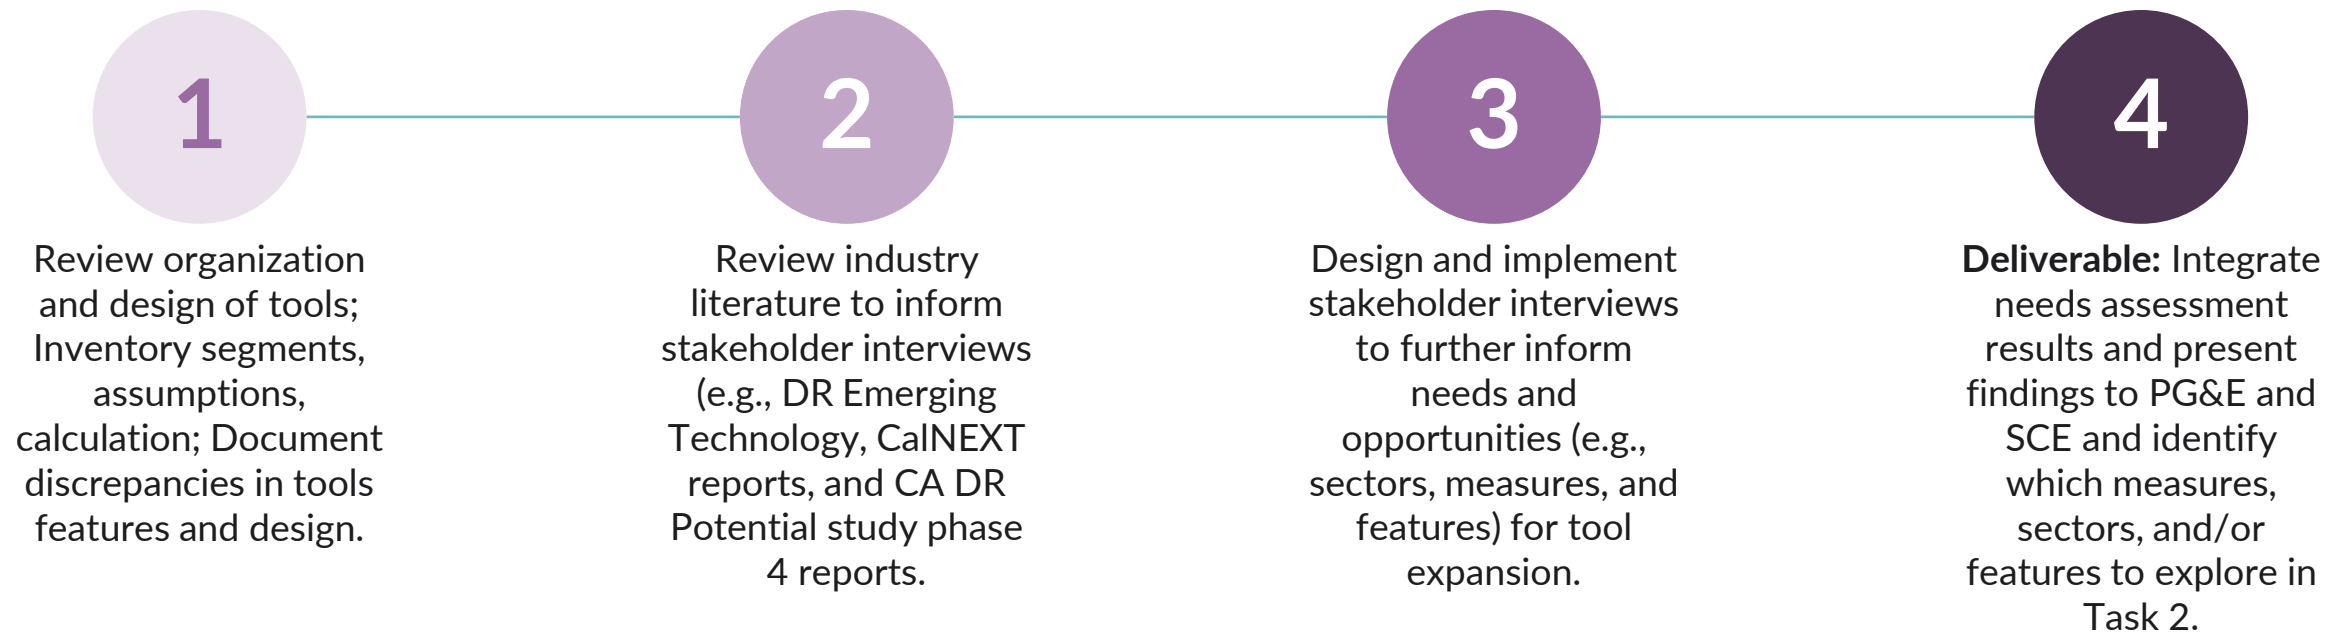 1
Review organization
and design of tools;
Inventory segments,
assumptions,
calculation; Document
discrepancies in tools
features and design.
2
Review industry
literature to inform
stakeholder interviews
(e.g., DR Emerging
Technology, CalNEXT
reports, and CA DR
Potential study phase
4 reports.
3
Design and implement
stakeholder interviews
to further inform
needs and
opportunities (e.g.,
sectors, measures, and
features) for tool
expansion.
4
Deliverable: Integrate
needs assessment
results and present
findings to PG&E and
SCE and identify
which measures,
sectors, and/or
features to explore in
Task 2.